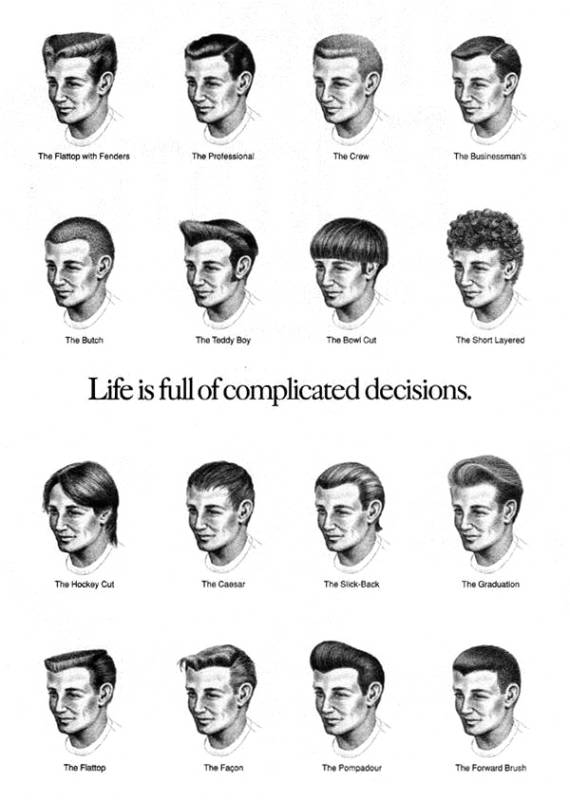 The Flattop with Fenders
The Professional
The Crew
The Businessman's
The Butch
The Teddy Boy
The Bowl Cut
The Short Layered
Life is full of complicated decisions.
The Hockey Cut
The Caesar
The Slick-Back
The Graduation
The Flattop
The Façon
The Pompadour
The Forward Brush